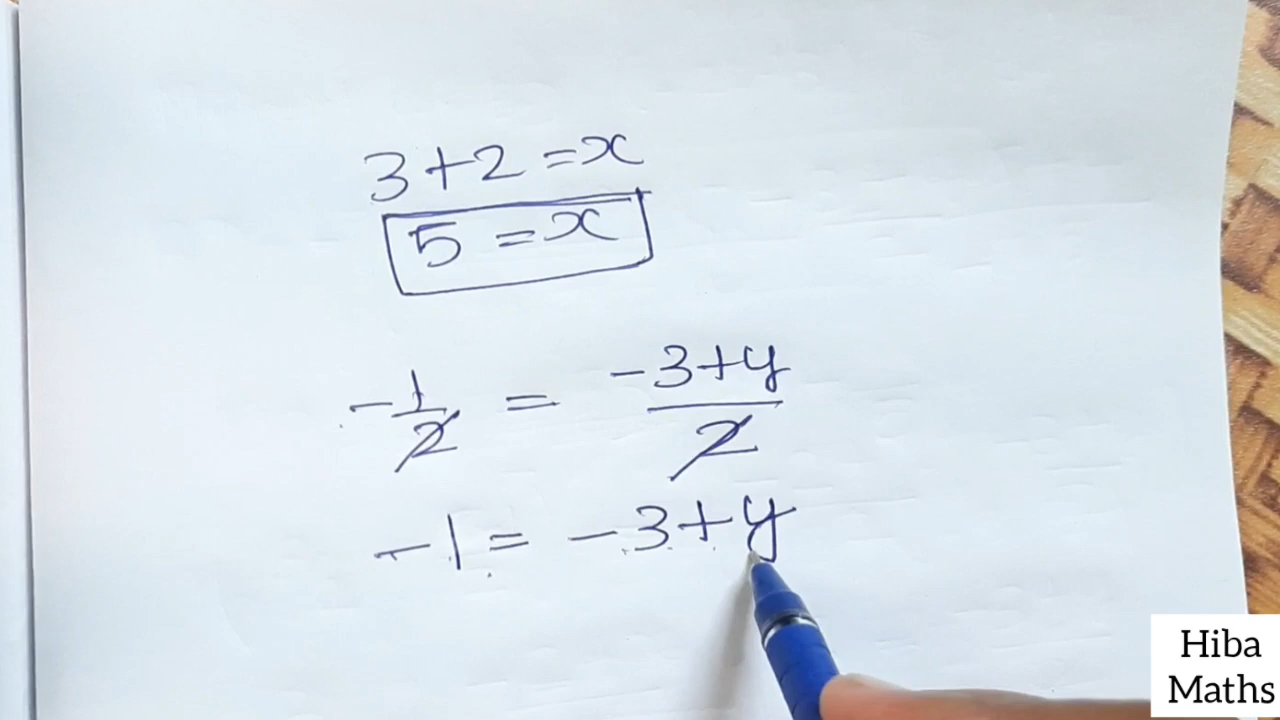 3+2=x
5=x
-1/2 = -3+y/2
-1= -3+y
Hiba
Maths